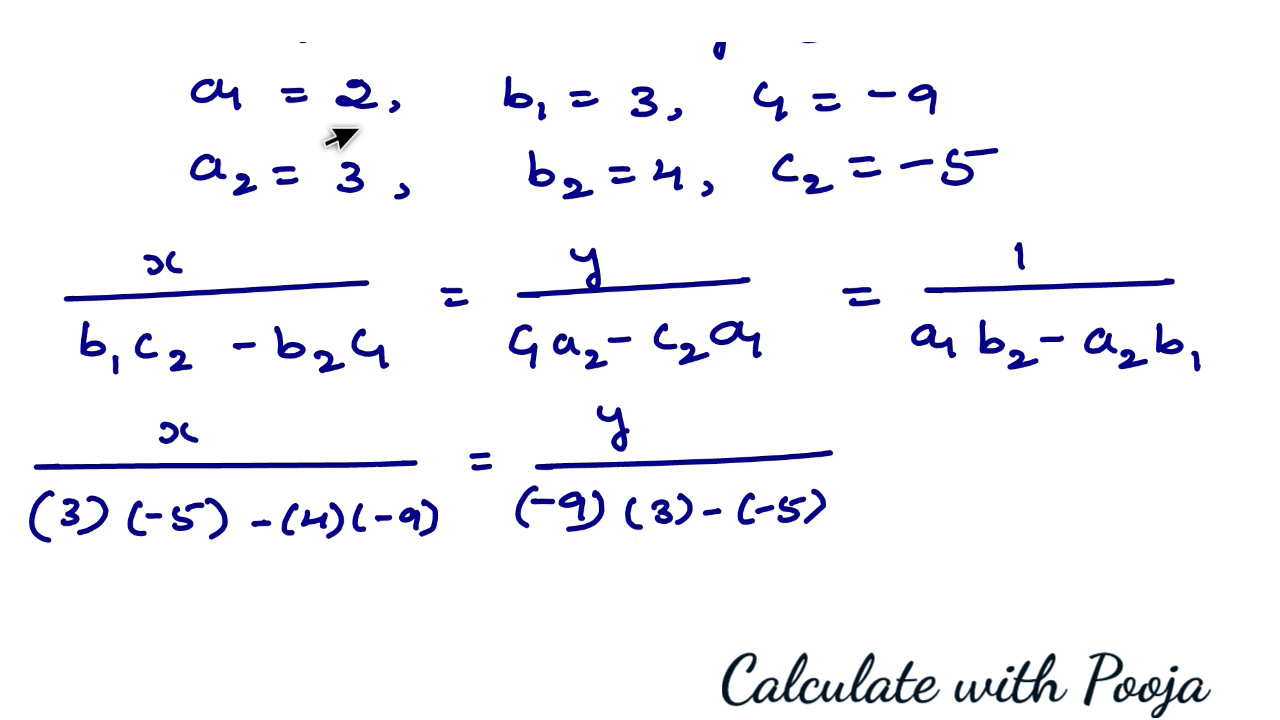 a1 = 2, b1 = 3, c1 = -9
a2 = 3, b2 = 4, c2 = -5
x/(b1c2 - b2c1) = y/(c1a2 - c2a1) = 1/(a1b2 - a2b1)
x/((3)(-5) - (4)(-9)) = y/((-9)(3) - (-5)
Calculate with Pooja